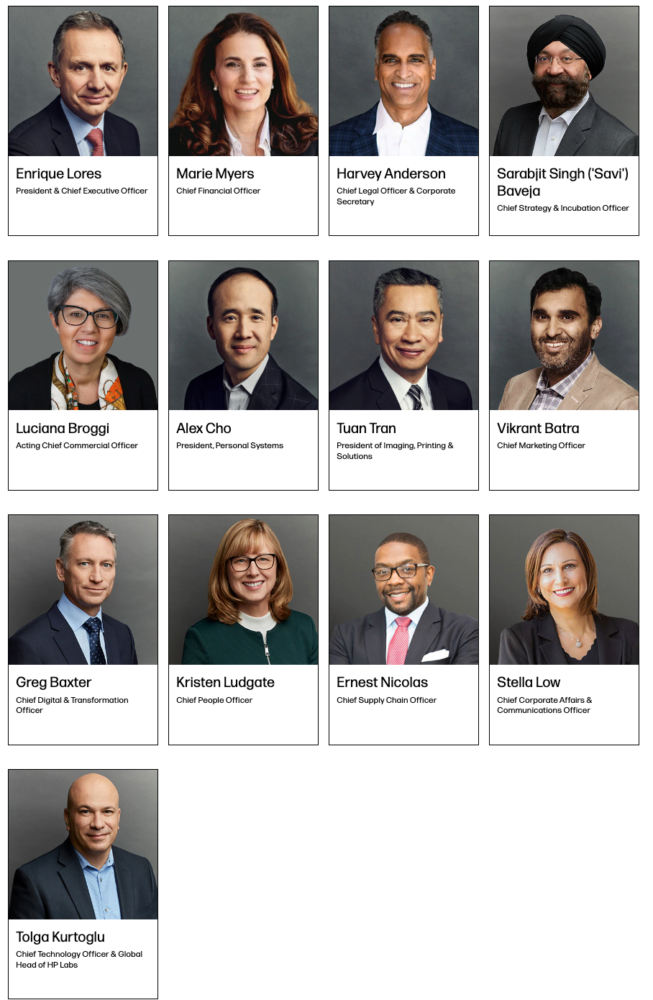 Enrique Lores
President & Chief Executive Officer
Marie Myers
Chief Financial Officer
Harvey Anderson
Chief Legal Officer & Corporate
Secretary
Sarabjit Singh ('Savi')
Baveja
Chief Strategy & Incubation Officer
Luciana Broggi
Acting Chief Commercial Officer
Alex Cho
President, Personal Systems
Tuan Tran
President of Imaging, Printing &
Solutions
Vikrant Batra
Chief Marketing Officer
Greg Baxter
Chief Digital & Transformation
Officer
Kristen Ludgate
Chief People Officer
Ernest Nicolas
Chief Supply Chain Officer
Stella Low
Chief Corporate Affairs &
Communications Officer
Tolga Kurtoglu
Chief Technology Officer & Global
Head of HP Labs